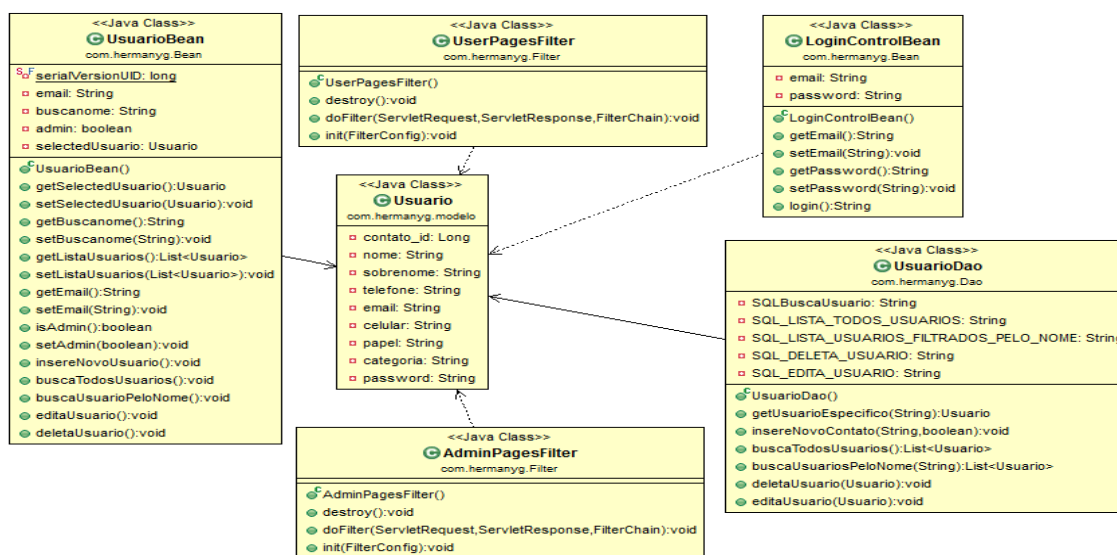 <<Java Class>>
UsuarioBean
com.hermanyg.Bean
serialVersionUID: long
email: String
buscanome: String
admin: boolean
selectedUsuario: Usuario
UsuarioBean()
getSelectedUsuario():Usuario
setSelectedUsuario(Usuario):void
getBuscanome():String
setBuscanome(String):void
getListaUsuarios():List<Usuario>
setListaUsuarios(List<Usuario>):void
getEmail():String
setEmail(String):void
isAdmin():boolean
setAdmin(boolean):void
insereNovoUsuario():void
buscaTodosUsuarios():void
buscaUsuarioPeloNome():void
editaUsuario():void
deletaUsuario():void
<<Java Class>>
UserPagesFilter
com.hermanyg.Filter
UserPagesFilter()
destroy():void
doFilter(ServletRequest,ServletResponse,FilterChain):void
init(FilterConfig):void
<<Java Class>>
LoginControlBean
com.hermanyg.Bean
email: String
password: String
LoginControlBean()
getEmail():String
setEmail(String):void
getPassword():String
setPassword(String):void
login():String
<<Java Class>>
Usuario
com.hermanyg.modelo
contato_id: Long
nome: String
sobrenome: String
telefone: String
email: String
celular: String
papel: String
categoria: String
password: String
<<Java Class>>
UsuarioDao
com.hermanyg.Dao
SQLBuscaUsuario: String
SQL_LISTA_TODOS_USUARIOS: String
SQL_LISTA_USUARIOS_FILTRADOS_PELO_NOME: String
SQL_DELETA_USUARIO: String
SQL_EDITA_USUARIO: String
UsuarioDao()
getUsuarioEspecifico(String):Usuario
insereNovoContato(String,boolean):void
buscaTodosUsuarios():List<Usuario>
buscaUsuariosPeloNome(String):List<Usuario>
deletaUsuario(Usuario):void
editaUsuario(Usuario):void
<<Java Class>>
AdminPagesFilter
com.hermanyg.Filter
AdminPagesFilter()
destroy():void
doFilter(ServletRequest,ServletResponse,FilterChain):void
init(FilterConfig):void